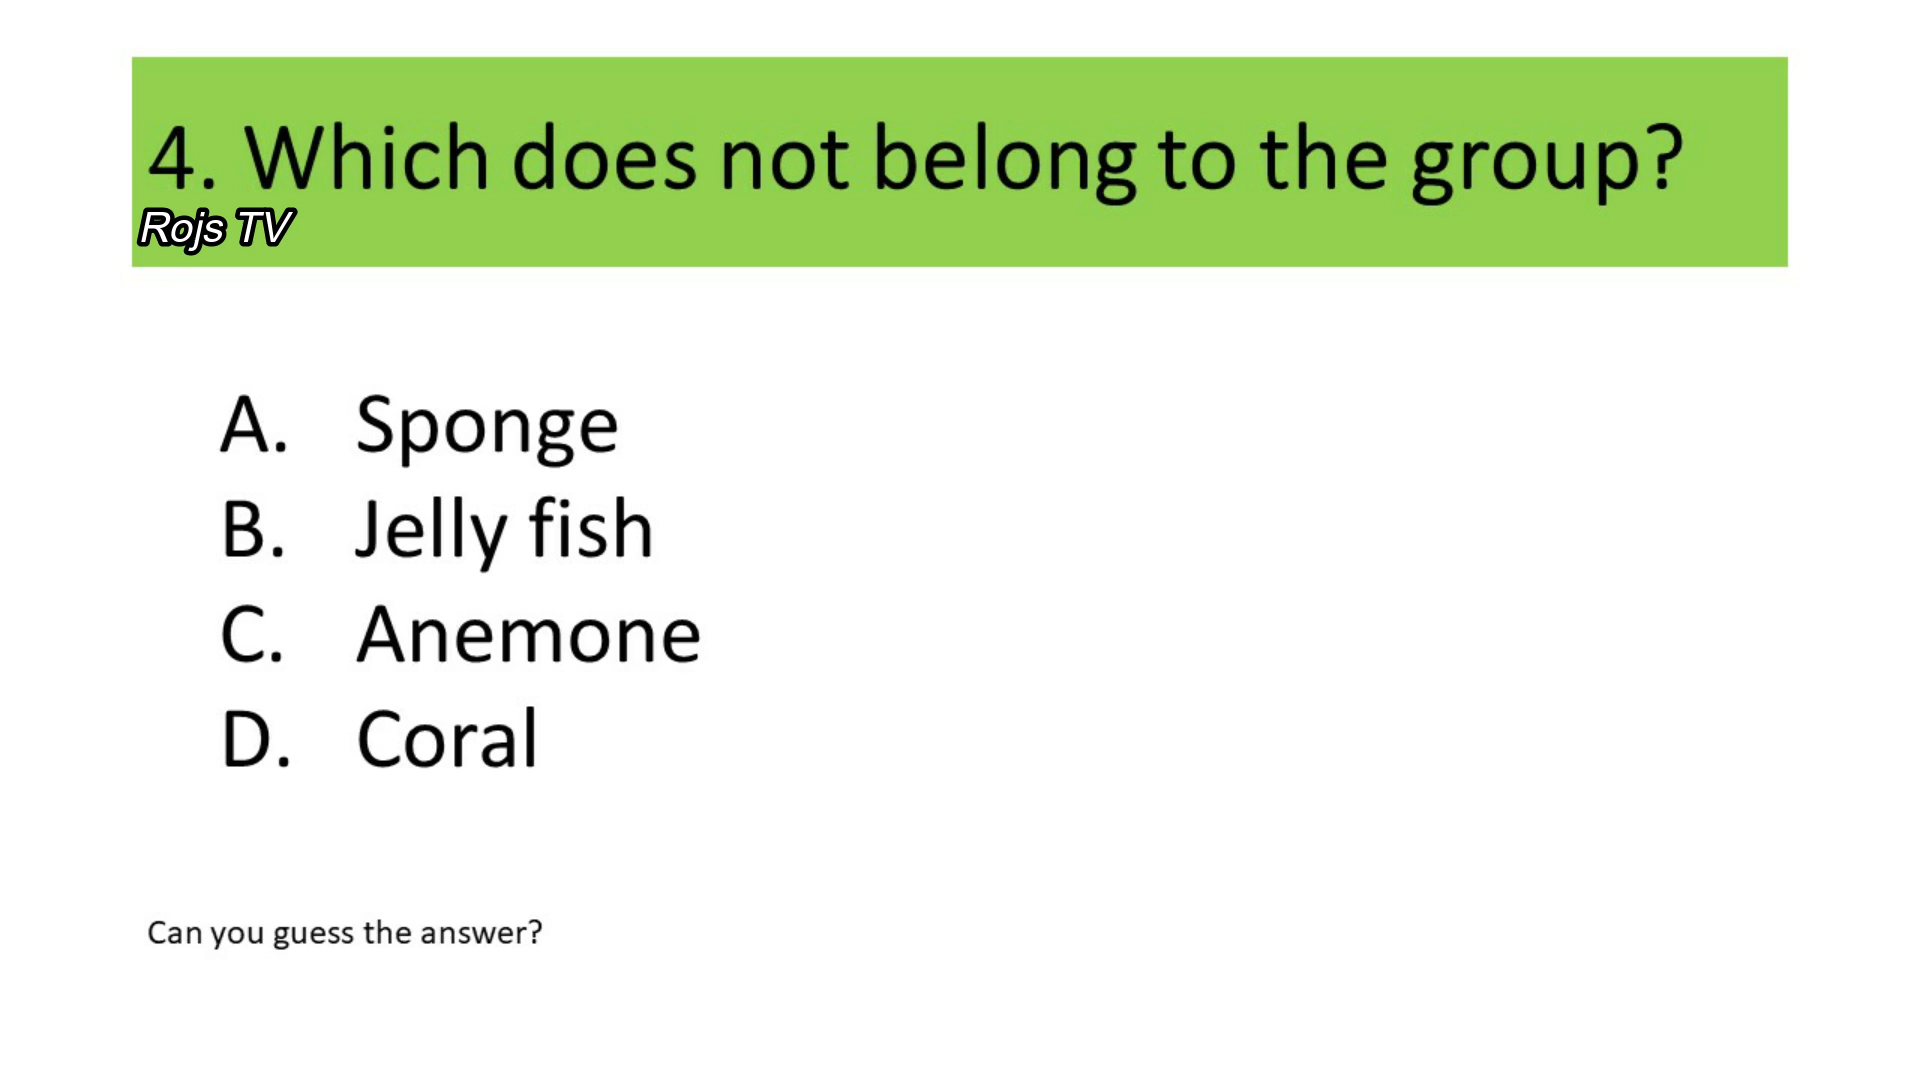 4. Which does not belong to the group?
Rojs TV
A. Sponge
B. Jelly fish
C. Anemone
D. Coral
Can you guess the answer?